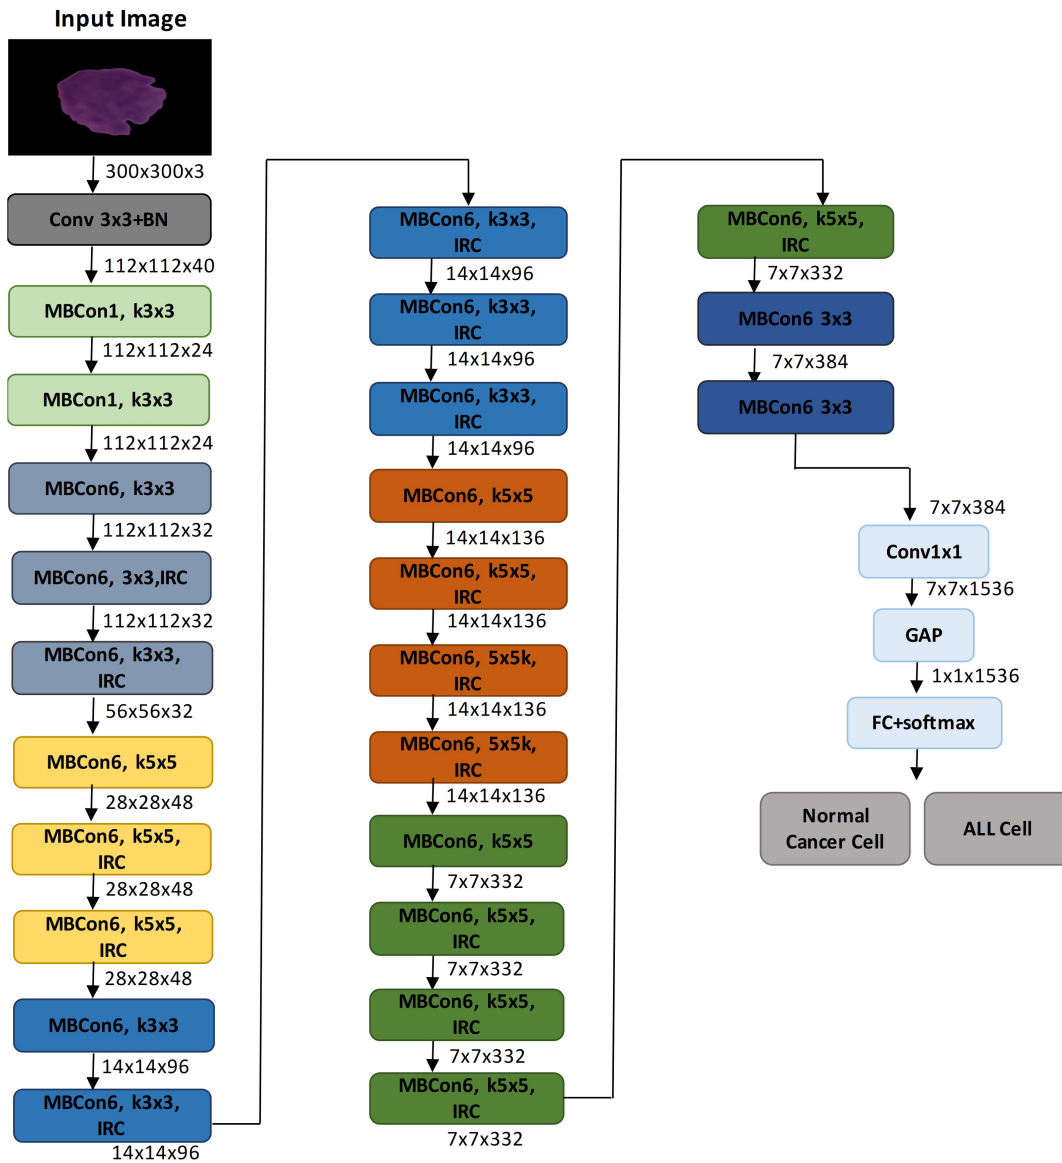 Input Image
300x300x3
Conv 3x3+BN
112x112x40
MBCon1, k3x3
112x112x24
MBCon1, k3x3
112x112x24
MBCon6, k3x3
112x112x32
MBCon6, 3x3,IRC
112x112x32
MBCon6, k3x3,
IRC
56x56x32
MBCon6, k5x5
28x28x48
MBCon6, k5x5,
IRC
28x28x48
MBCon6, k5x5,
IRC
28x28x48
MBCon6, k3x3
14x14x96
MBCon6, k3x3,
IRC
14x14x96
MBCon6, k3x3,
IRC
14x14x96
MBCon6, k3x3,
IRC
14x14x96
MBCon6, k3x3,
IRC
14x14x96
MBCon6, k5x5
14x14x136
MBCon6, k5x5,
IRC
14x14x136
MBCon6, 5x5k,
IRC
14x14x136
MBCon6, 5x5k,
IRC
14x14x136
MBCon6, k5x5
7x7x332
MBCon6, k5x5,
IRC
7x7x332
MBCon6, k5x5,
IRC
7x7x332
MBCon6, k5x5,
IRC
7x7x332
MBCon6, k5x5,
IRC
7x7x332
MBCon6 3x3
7x7x384
MBCon6 3x3
7x7x384
Conv1x1
7x7x1536
GAP
1x1x1536
FC+softmax
Normal
Cancer Cell
ALL Cell